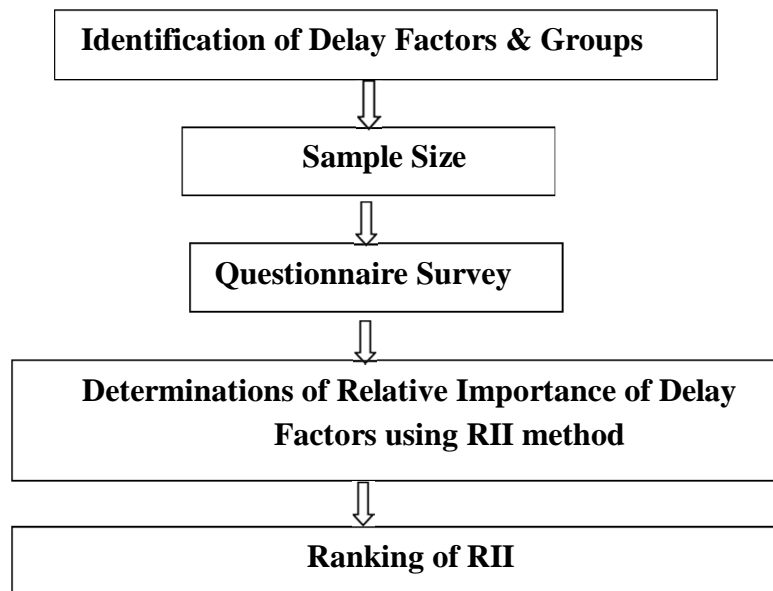 Identification of Delay Factors & Groups
Sample Size
Questionnaire Survey
Determinations of Relative Importance of Delay
Factors using RII method
Ranking of RII